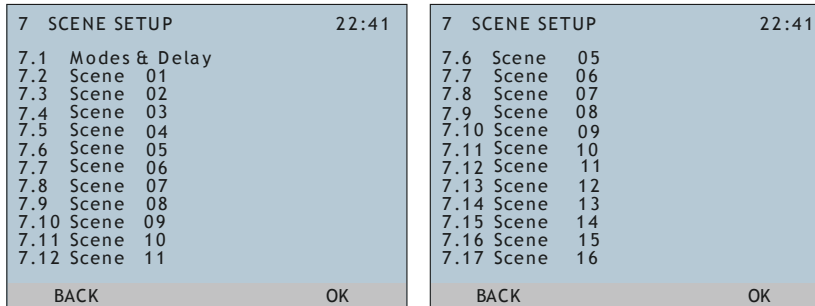 7 SCENE SETUP 22:41
7.1 Modes & Delay
7.2 Scene 01
7.3 Scene 02
7.4 Scene 03
7.5 Scene 04
7.6 Scene 05
7.7 Scene 06
7.8 Scene 07
7.9 Scene 08
7.10 Scene 09
7.11 Scene 10
7.12 Scene 11
BACK OK
7 SCENE SETUP 22:41
7.6 Scene 05
7.7 Scene 06
7.8 Scene 07
7.9 Scene 08
7.10 Scene 09
7.11 Scene 10
7.12 Scene 11
7.13 Scene 12
7.14 Scene 13
7.15 Scene 14
7.16 Scene 15
7.17 Scene 16
BACK OK